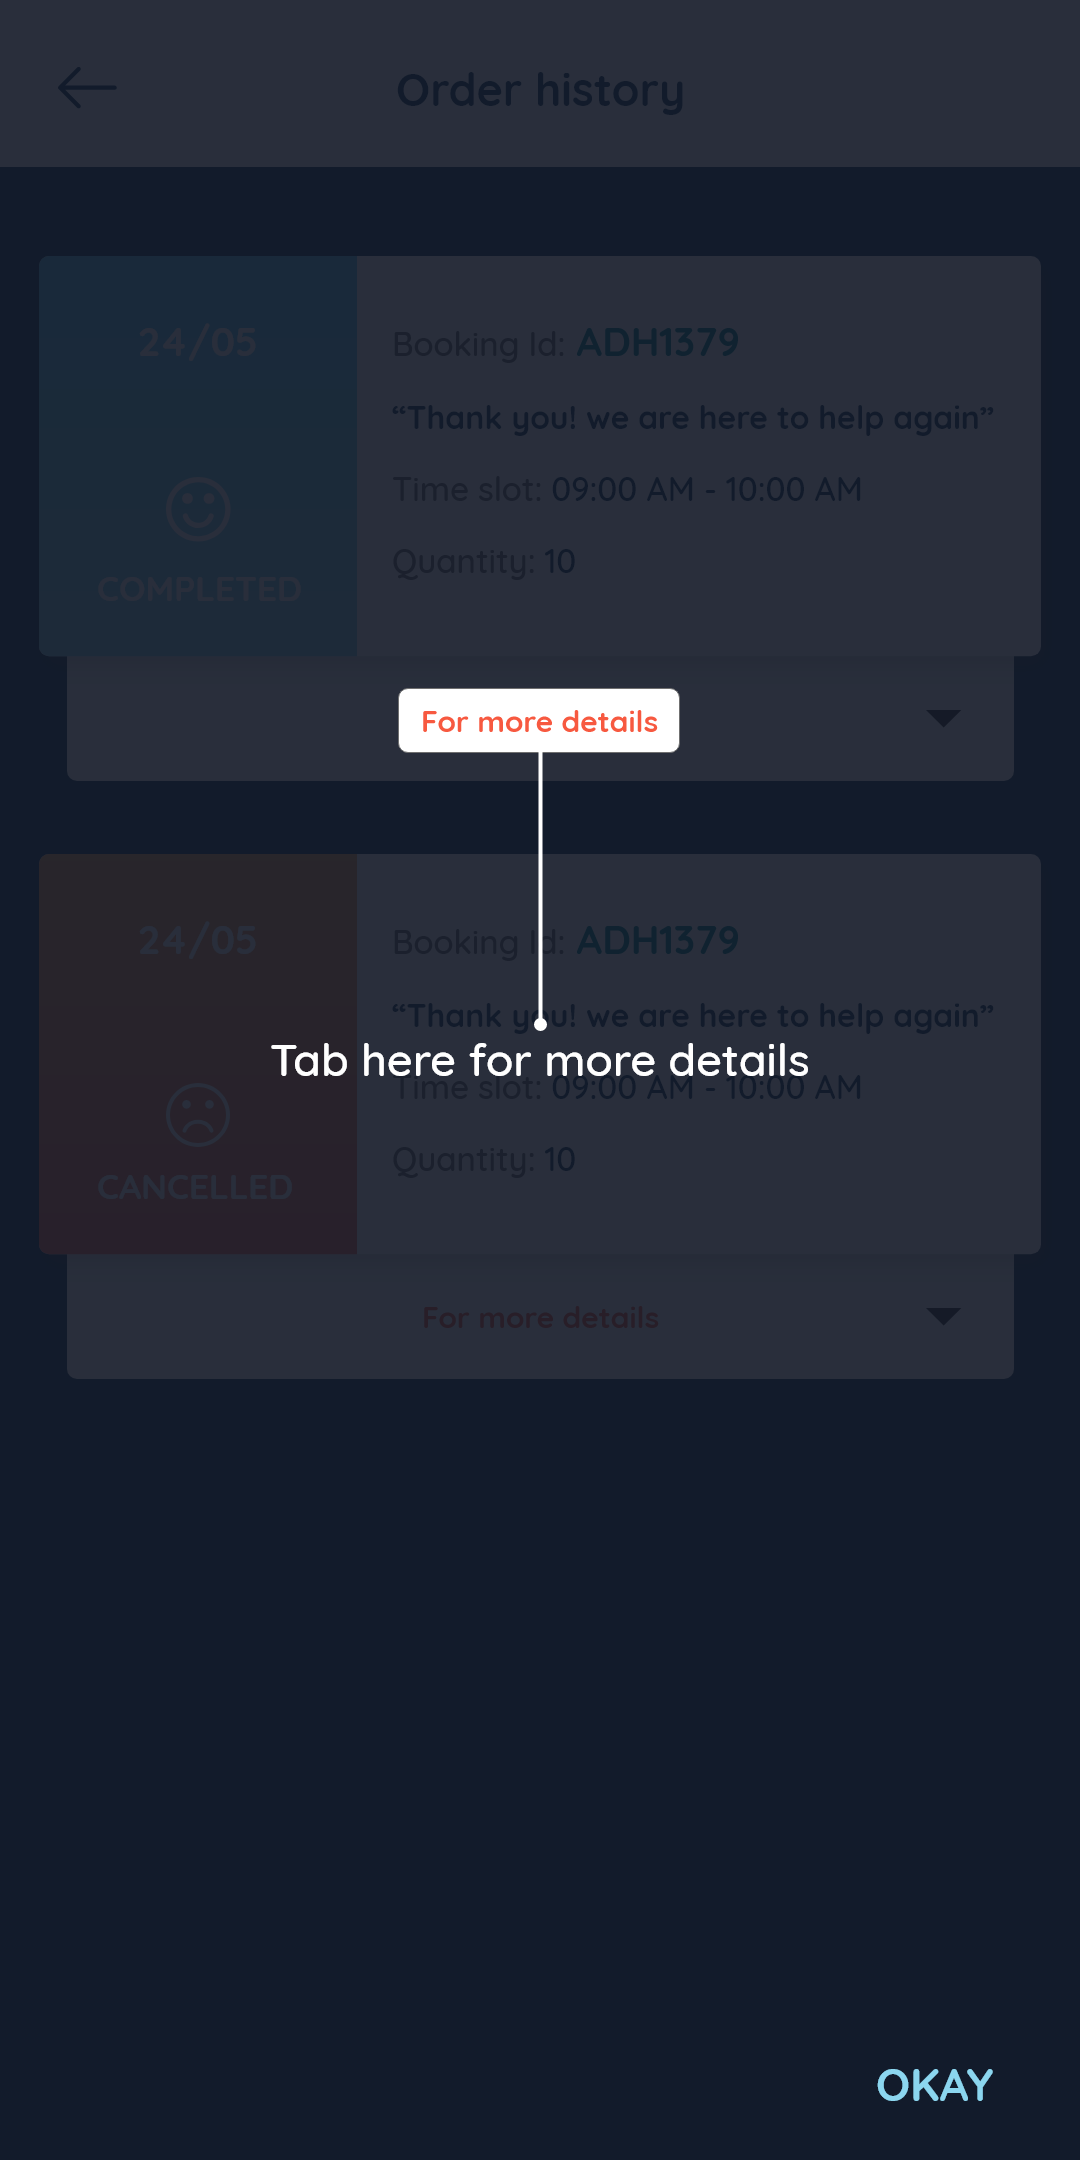 Order history
24/05
Booking Id: ADH1379
“Thank you! we are here to help again”
Time slot: 09:00 AM - 10:00 AM
Quantity: 10
COMPLETED
For more details
24/05
Booking Id: ADH1379
“Thank you! we are here to help again”
Tab here for more details
Time slot: 09:00 AM - 10:00 AM
Quantity: 10
CANCELLED
For more details
OKAY